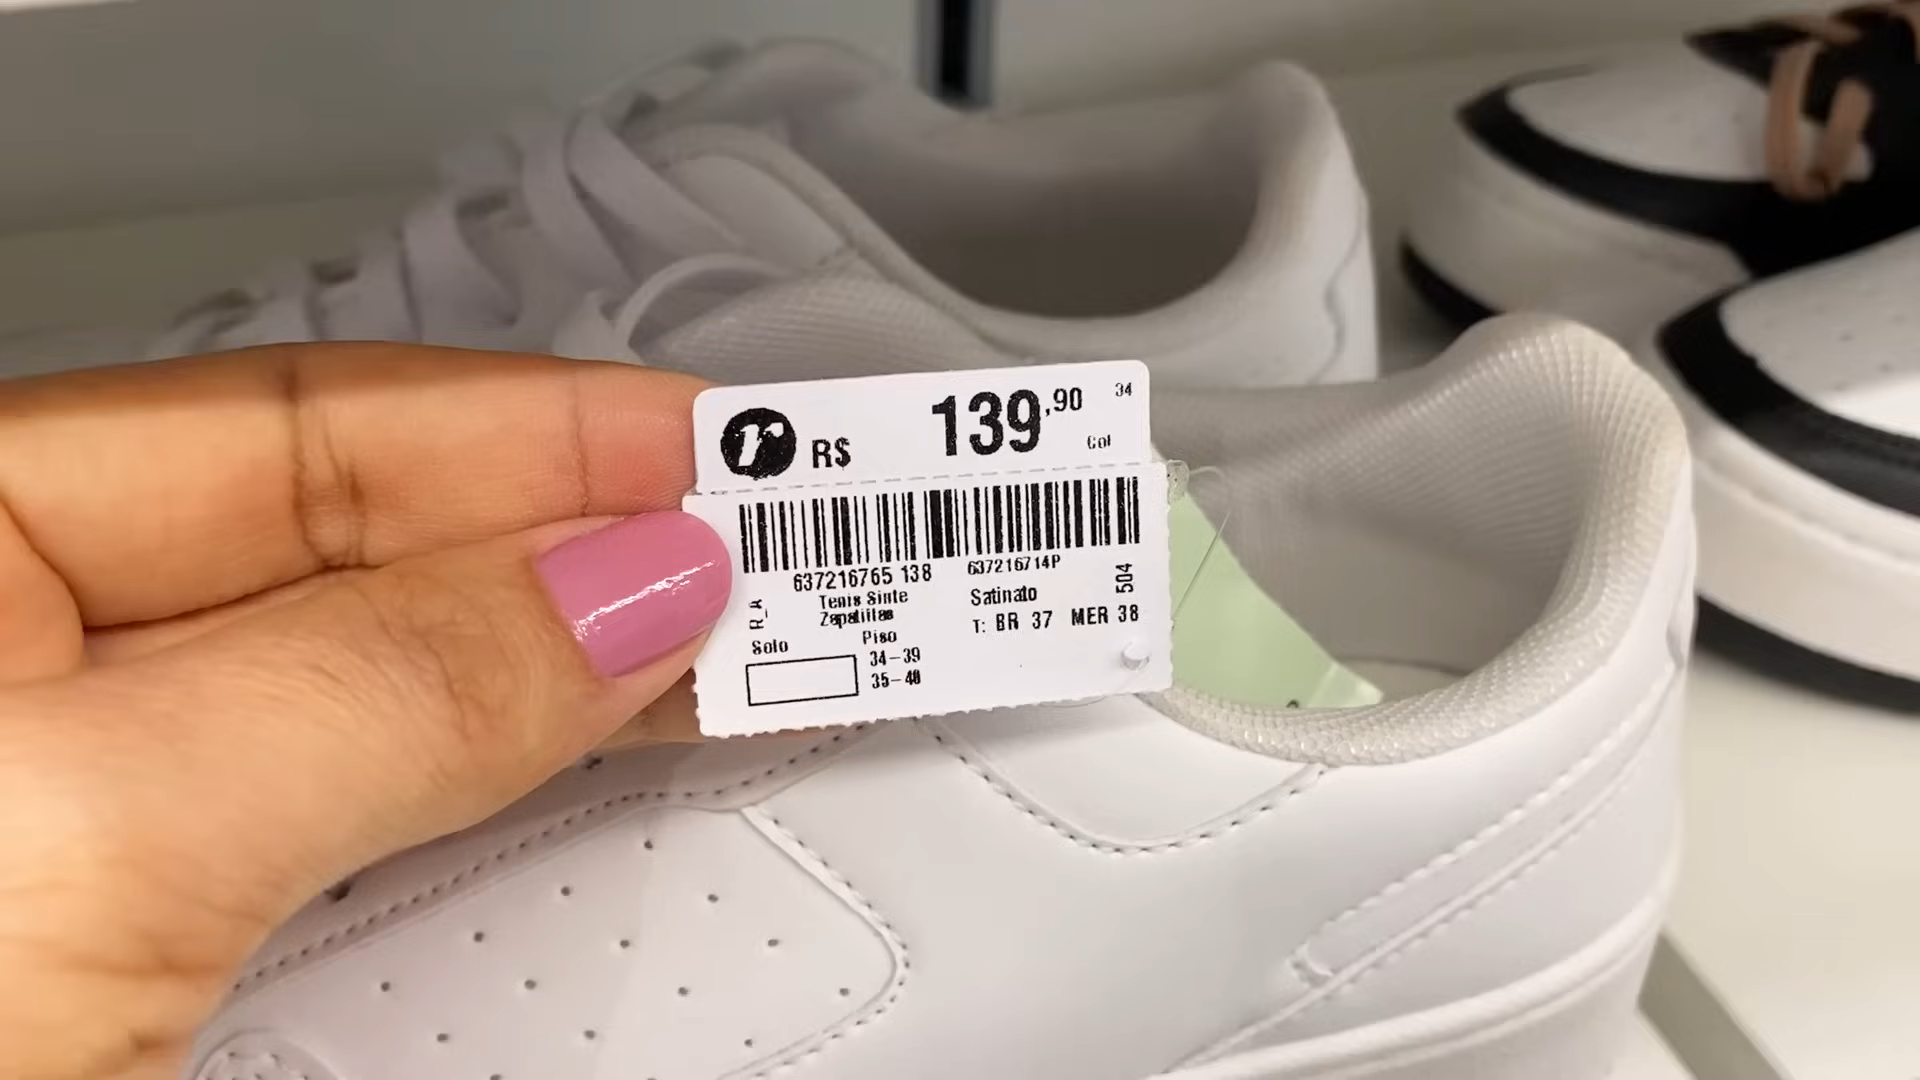 r R$ 139,90 34
Col
637216765 138 637216714P
R_A Tenis Sinte Satinato 504
Zapatillas T: BR 37 MER 38
Solo Piso
34-39
35-40